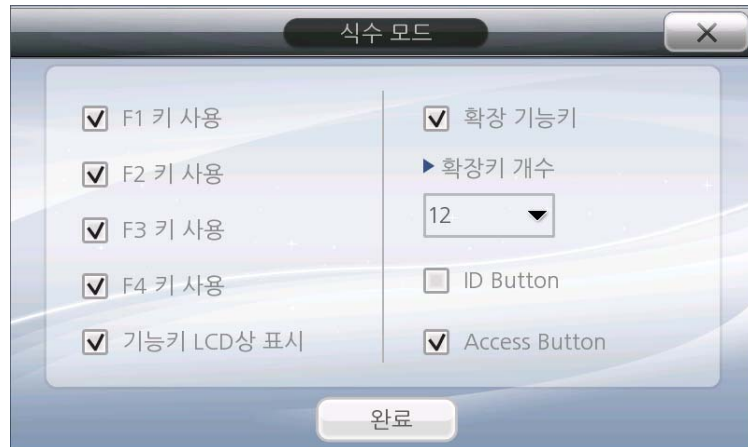 식수 모드
F1 키 사용
F2 키 사용
F3 키 사용
F4 키 사용
기능키 LCD상 표시
확장 기능키
확장키 개수
12
ID Button
Access Button
완료